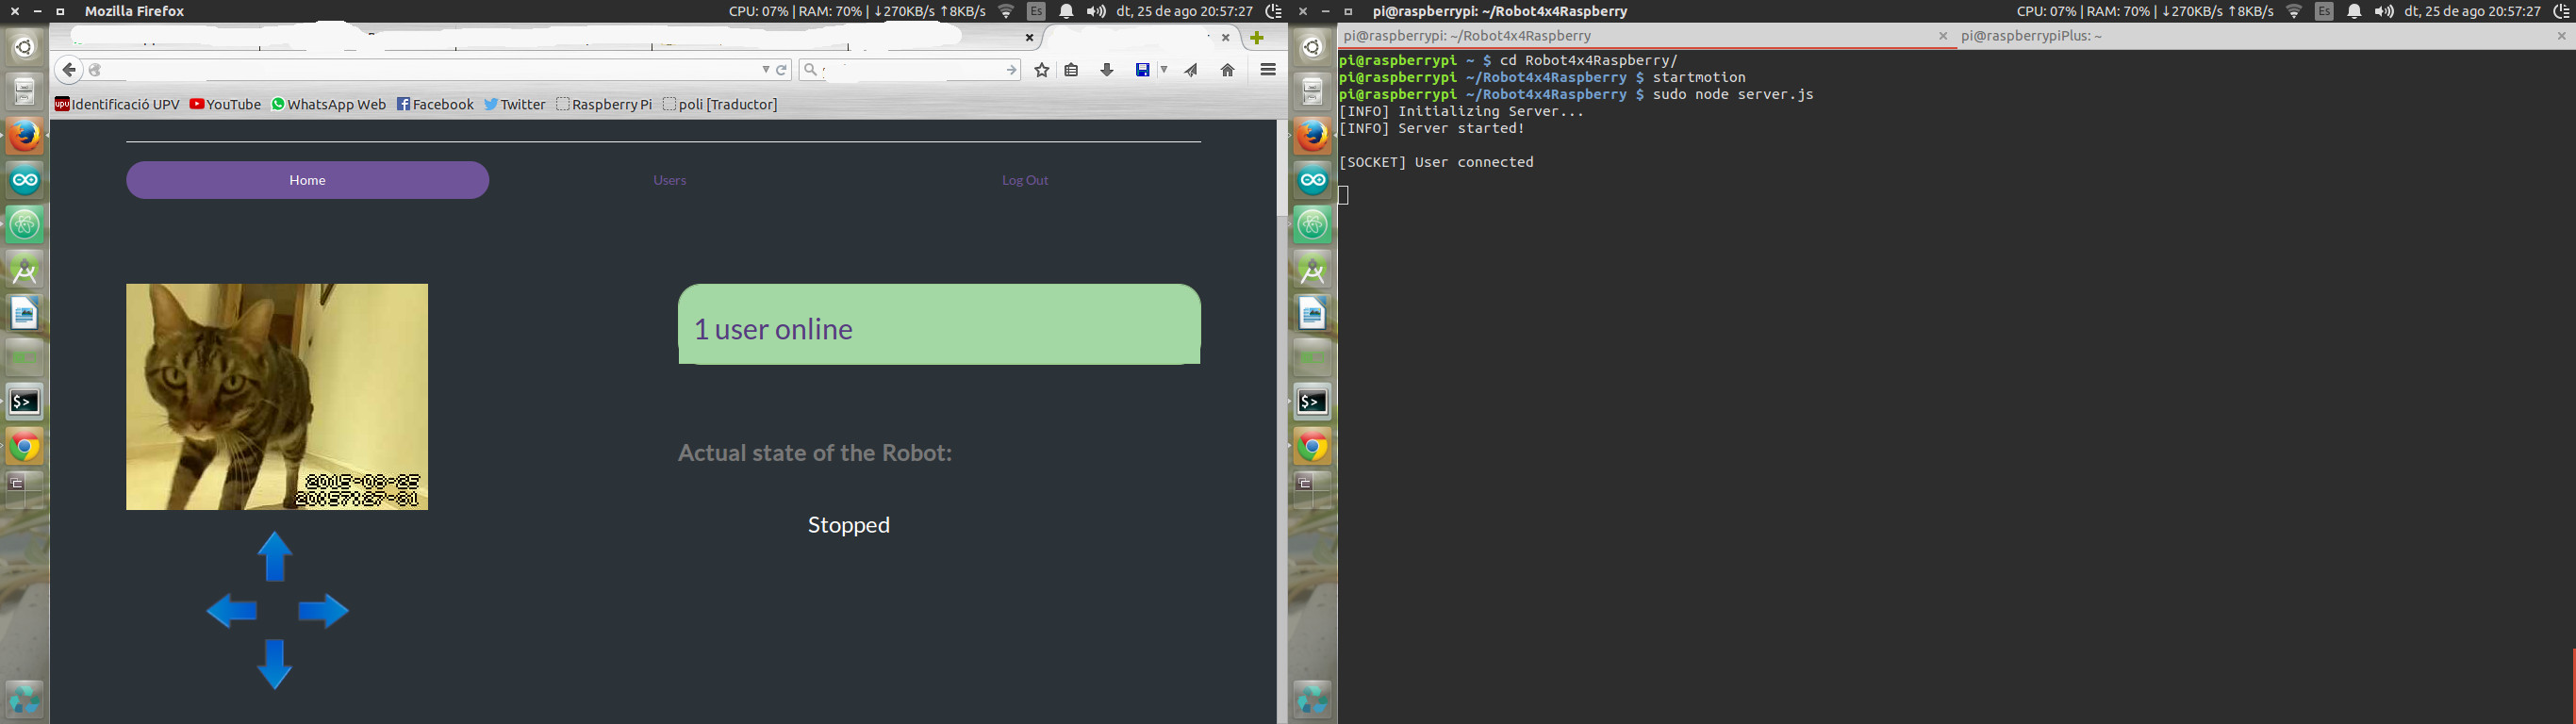 Mozilla Firefox
CPU: 07% | RAM: 70% | ↓270KB/s ↑8KB/s
Es
dt, 25 de ago 20:57:27
Identificació UPV
YouTube
WhatsApp Web
Facebook
Twitter
Raspberry Pi
poli [Traductor]
Home
Users
Log Out
2015-08-25
20:57:27-01
1 user online
Actual state of the Robot:
Stopped
pi@raspberrypi: ~/Robot4x4Raspberry
CPU: 07% | RAM: 70% | ↓270KB/s ↑8KB/s
Es
dt, 25 de ago 20:57:27
pi@raspberrypi: ~/Robot4x4Raspberry
pi@raspberrypiPlus: ~
pi@raspberrypi ~ $ cd Robot4x4Raspberry/
pi@raspberrypi ~/Robot4x4Raspberry $ startmotion
pi@raspberrypi ~/Robot4x4Raspberry $ sudo node server.js
[INFO] Initializing Server...
[INFO] Server started!
[SOCKET] User connected